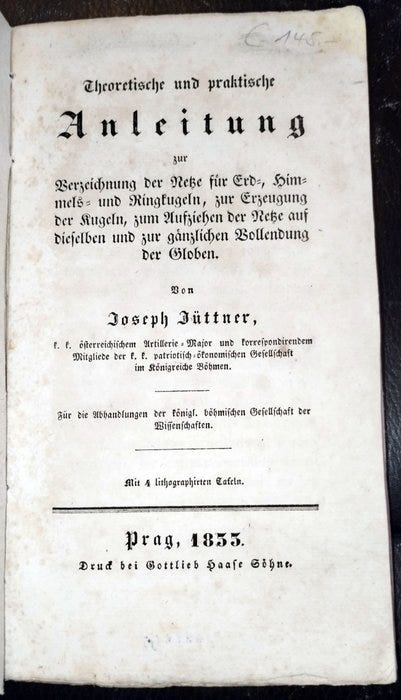 € 145.-
Theoretische und praktische
Anleitung
zur
Verzeichnung der Netze für Erd-, Him-
mels- und Ringkugeln, zur Erzeugung
der Kugeln, zum Aufziehen der Netze auf
dieselben und zur gänzlichen Vollendung
der Globen.
Von
Joseph Jüttner,
k. k. österreichischem Artillerie-Major und korrespondirendem
Mitgliede der k. k. patriotisch-ökonomischen Gesellschaft
im Königreiche Böhmen.
Für die Abhandlungen der königl. böhmischen Gesellschaft der
Wissenschaften.
Mit 4 lithographirten Tafeln.
Prag, 1833.
Druck bei Gottlieb Haase Söhne.